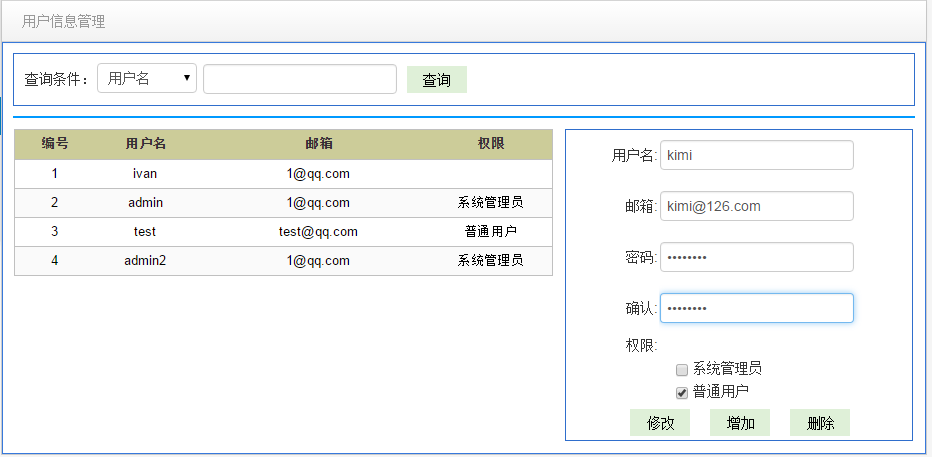 用户信息管理
查询条件： 用户名 查询
编号 用户名 邮箱 权限
1 ivan 1@qq.com
2 admin 1@qq.com 系统管理员
3 test test@qq.com 普通用户
4 admin2 1@qq.com 系统管理员
用户名: kimi
邮箱: kimi@126.com
密码: ••••••••
确认: ••••••••
权限:
系统管理员
普通用户
修改 增加 删除